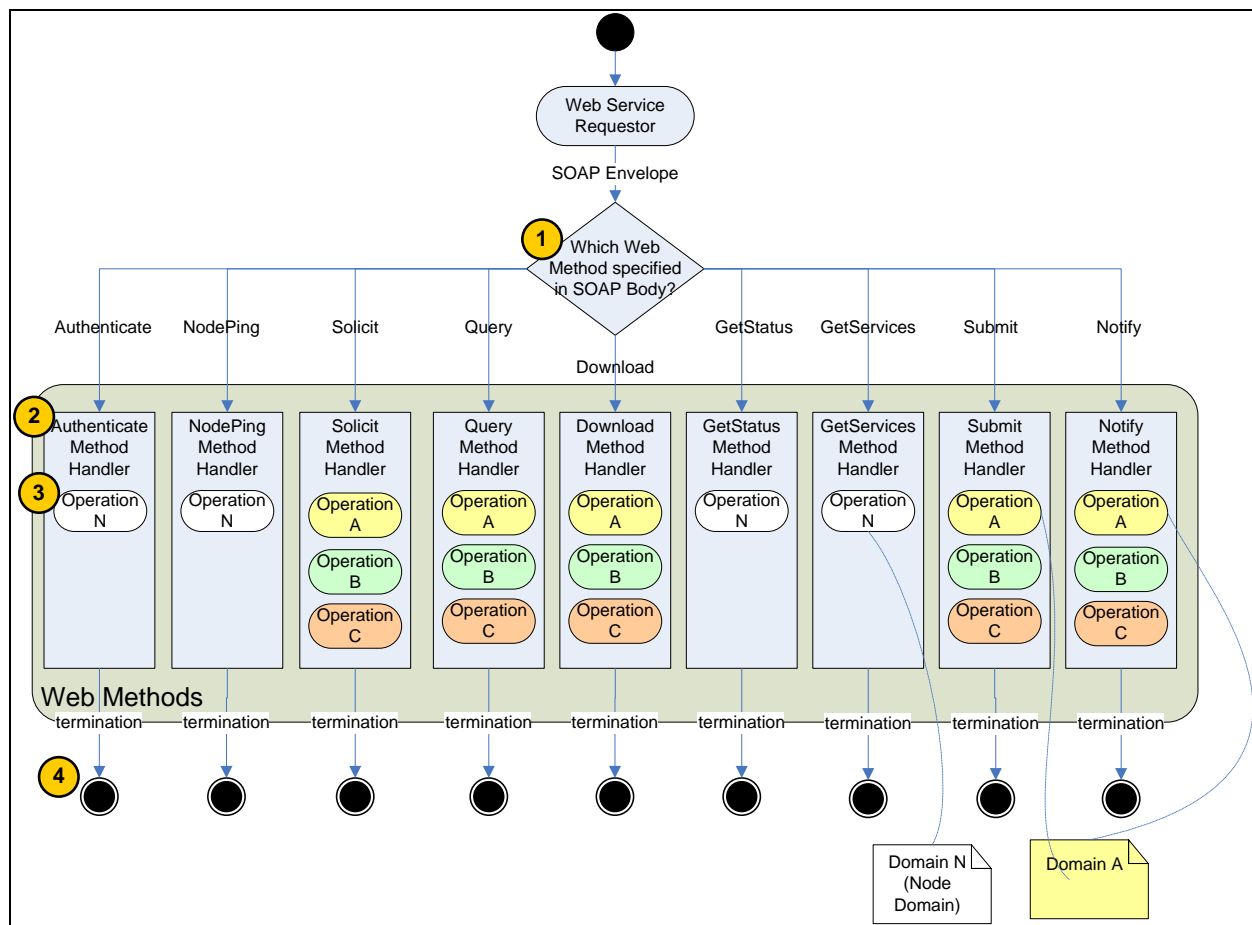 Web Service
Requestor
SOAP Envelope
1
Which Web
Method specified
in SOAP Body?
Authenticate
NodePing
Solicit
Query
Download
GetStatus
GetServices
Submit
Notify
2
Authenticate
Method
Handler
NodePing
Method
Handler
Solicit
Method
Handler
Query
Method
Handler
Download
Method
Handler
GetStatus
Method
Handler
GetServices
Method
Handler
Submit
Method
Handler
Notify
Method
Handler
3
Operation
N
Operation
N
Operation
A
Operation
B
Operation
C
Operation
A
Operation
B
Operation
C
Operation
A
Operation
B
Operation
C
Operation
N
Operation
N
Operation
A
Operation
B
Operation
C
Operation
A
Operation
B
Operation
C
Web Methods
termination
termination
termination
termination
termination
termination
termination
termination
termination
4
Domain N
(Node
Domain)
Domain A